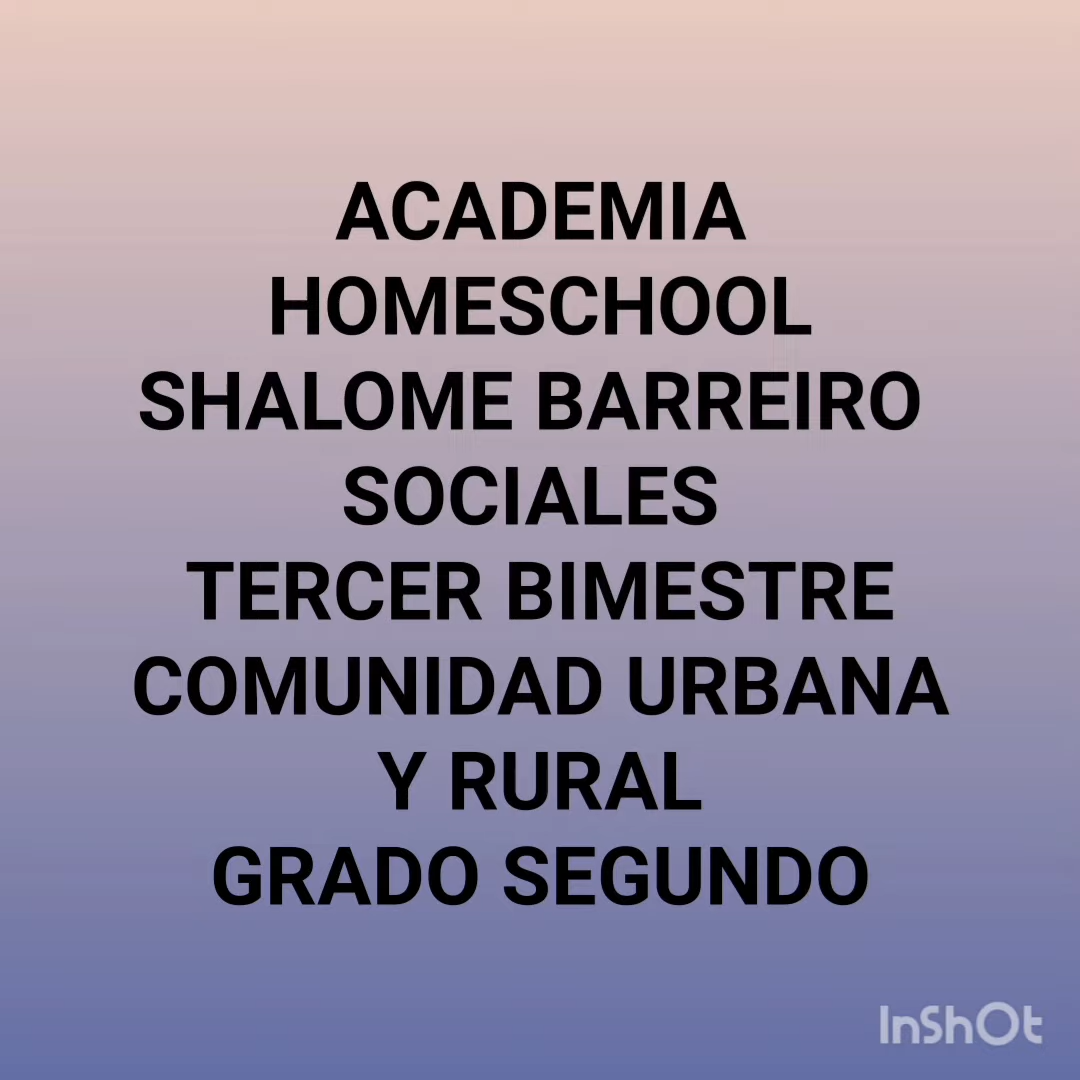 ACADEMIA
HOMESCHOOL
SHALOME BARREIRO
SOCIALES
TERCER BIMESTRE
COMUNIDAD URBANA
Y RURAL
GRADO SEGUNDO
InShOt